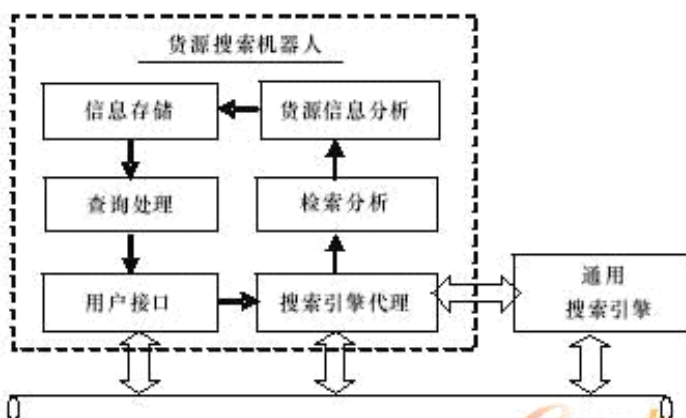 货源搜索机器人
信息存储
货源信息分析
查询处理
检索分析
用户接口
搜索引擎代理
通用
搜索引擎